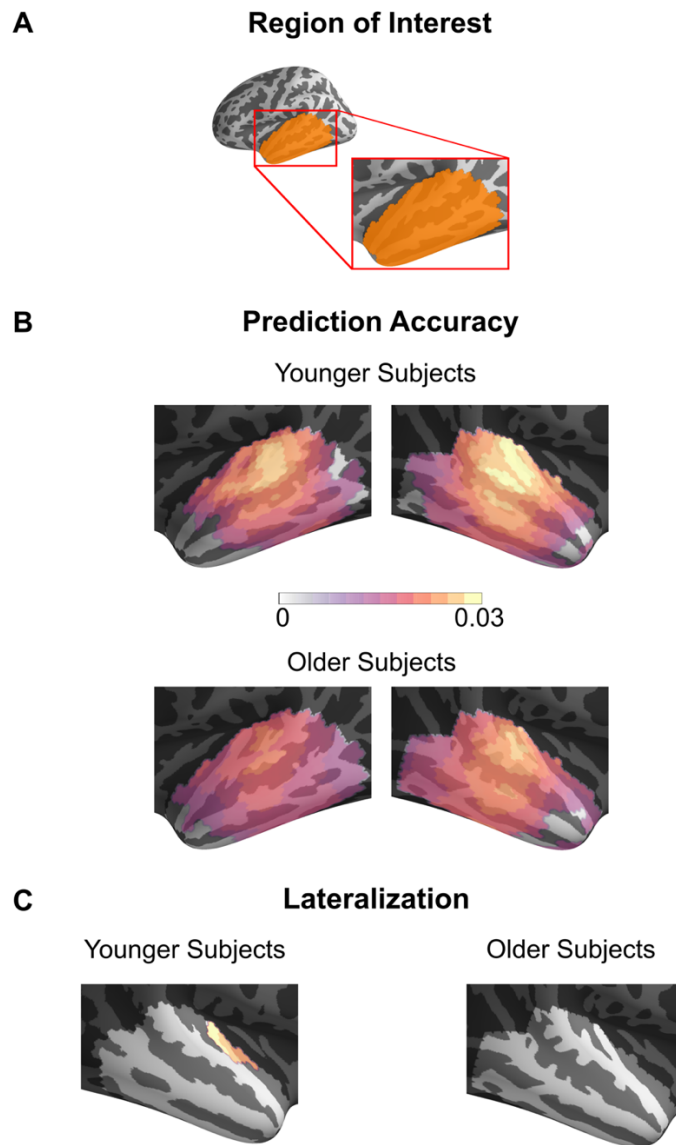 A
Region of Interest
B
Prediction Accuracy
Younger Subjects
0 0.03
Older Subjects
C
Lateralization
Younger Subjects Older Subjects